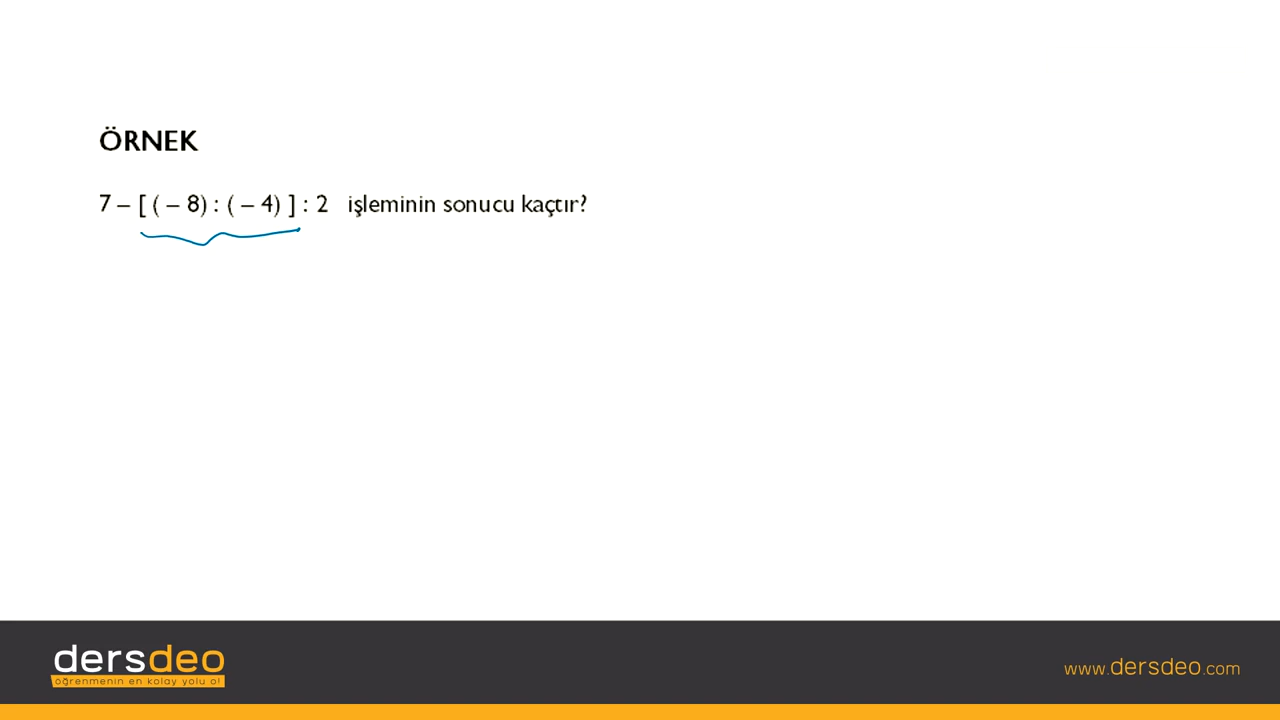 ÖRNEK
7 – [ ( – 8) : ( – 4) ] : 2 işleminin sonucu kaçtır?
dersdeo
öğrenmenin en kolay yolu o!
www.dersdeo.com